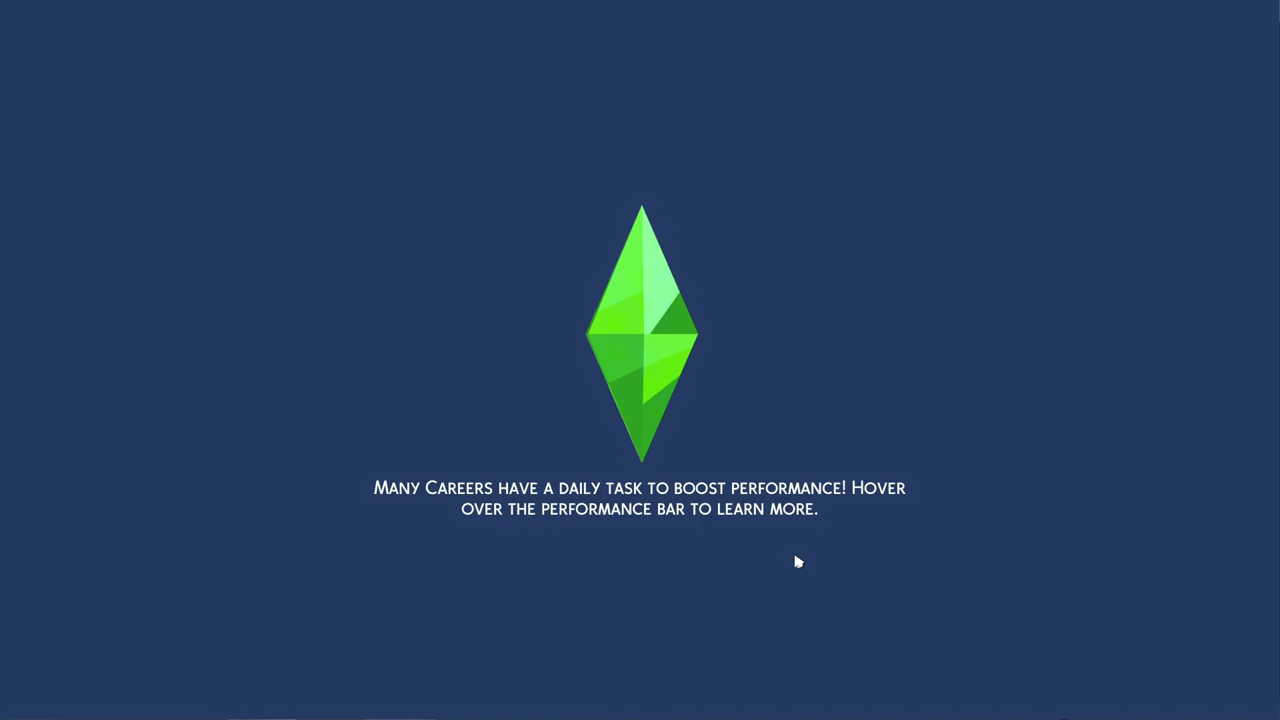 Many Careers have a daily task to boost performance! Hover
over the performance bar to learn more.